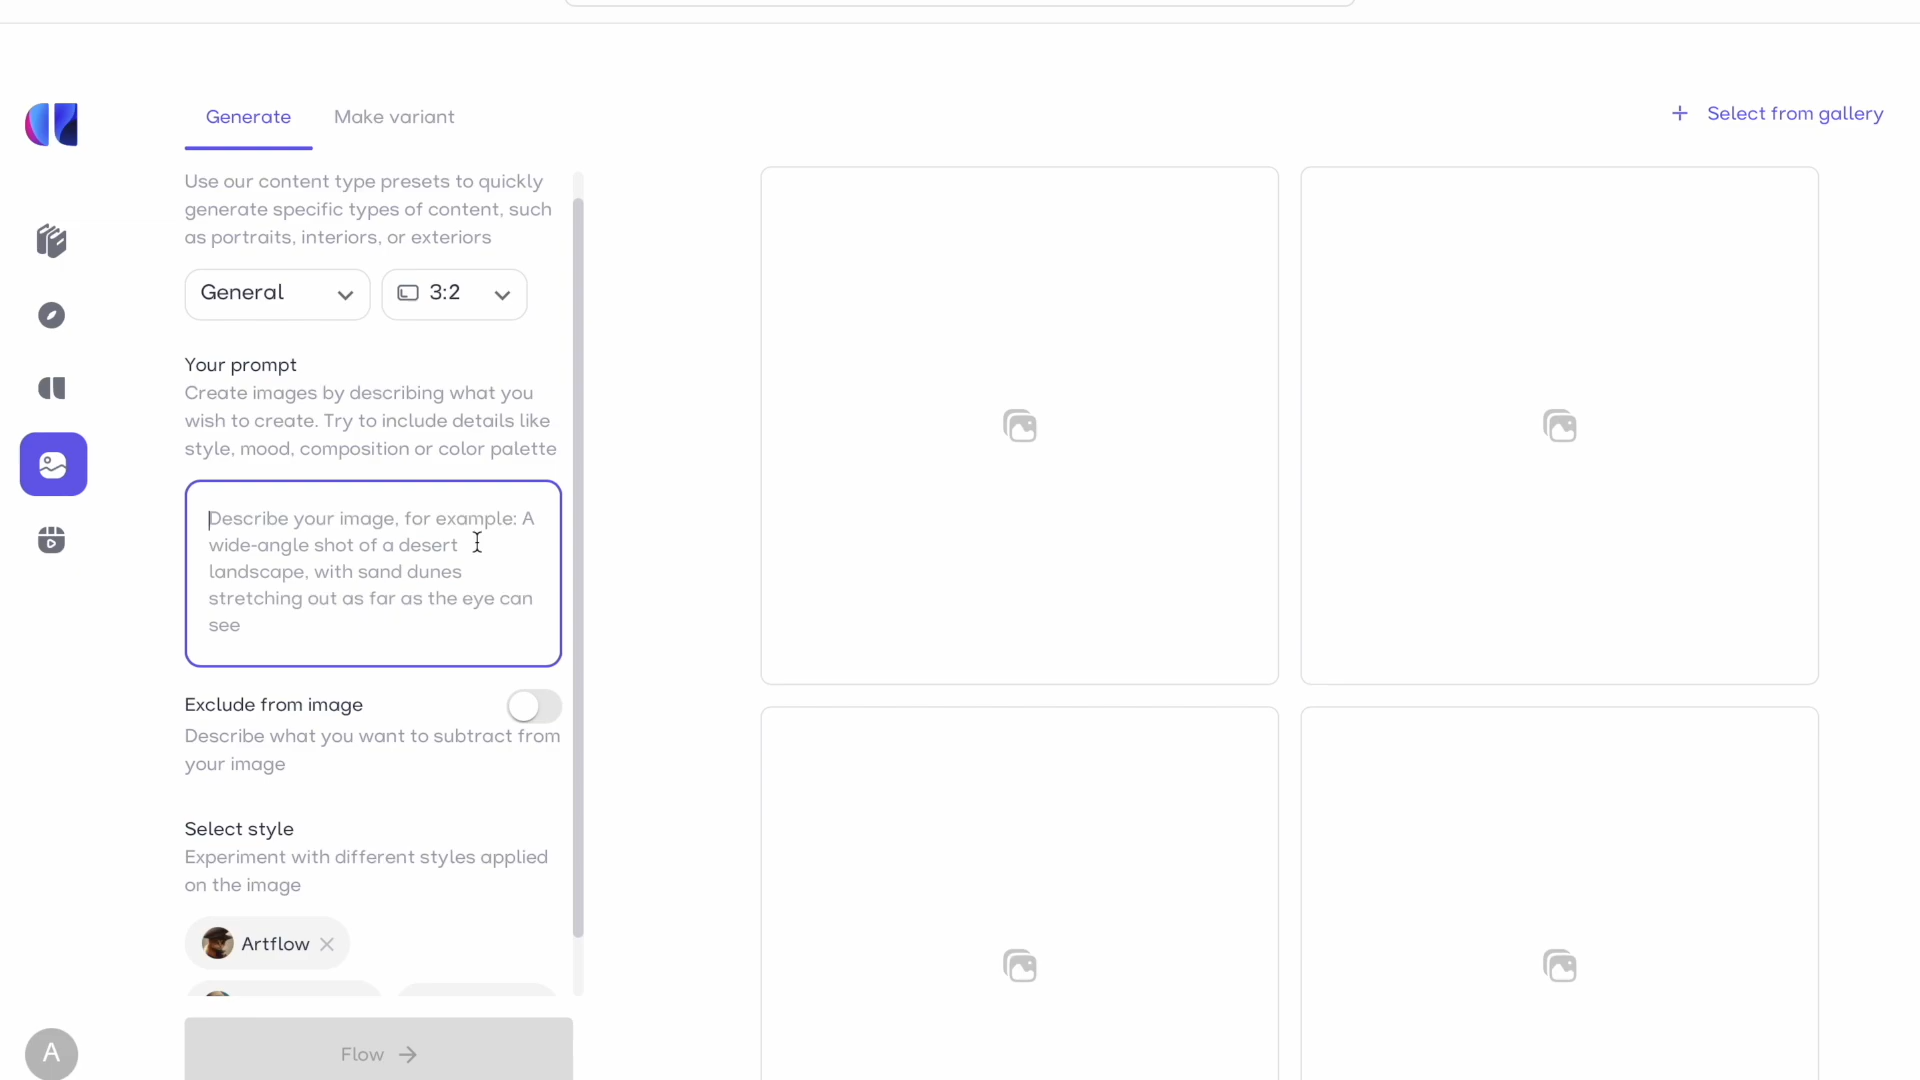 Generate
Make variant
+ Select from gallery
Use our content type presets to quickly
generate specific types of content, such
as portraits, interiors, or exteriors
General
3:2
Your prompt
Create images by describing what you
wish to create. Try to include details like
style, mood, composition or color palette
Describe your image, for example: A
wide-angle shot of a desert
landscape, with sand dunes
stretching out as far as the eye can
see
Exclude from image
Describe what you want to subtract from
your image
Select style
Experiment with different styles applied
on the image
Artflow
Flow
A